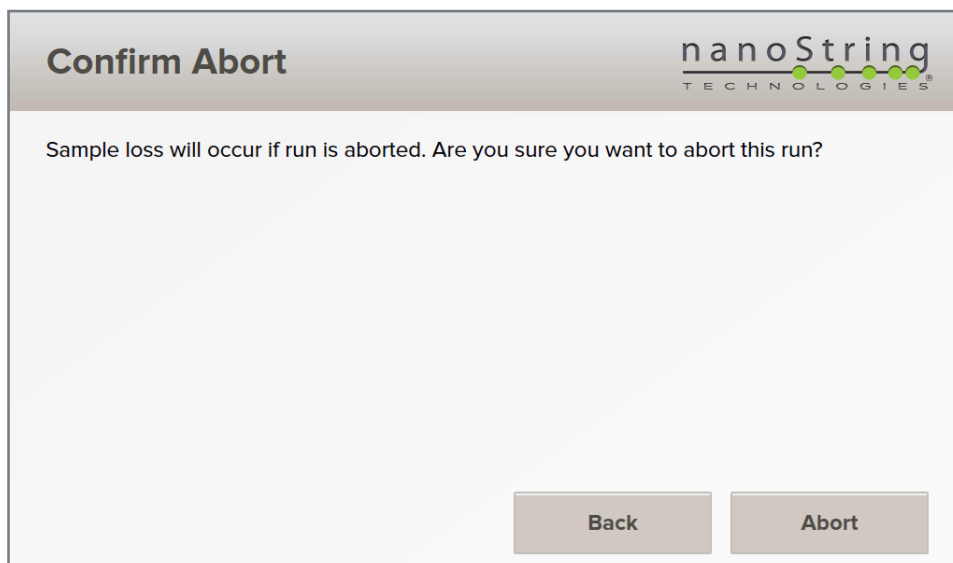 Confirm Abort
nanoString®
TECHNOLOGIES
Sample loss will occur if run is aborted. Are you sure you want to abort this run?
Back
Abort